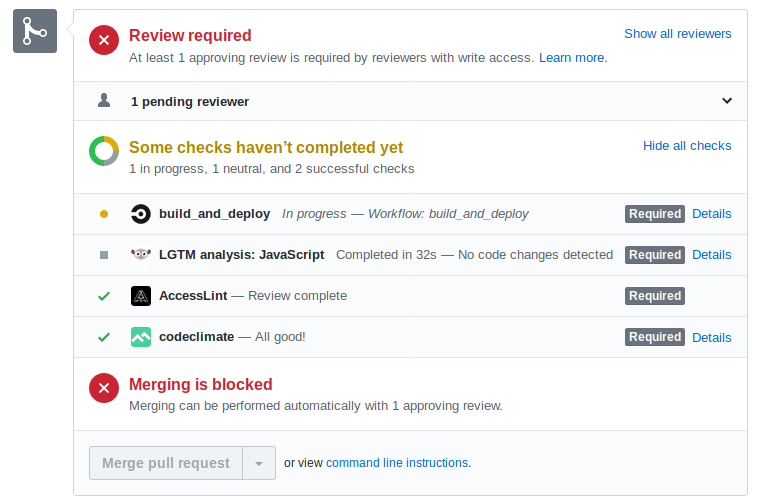 Review required
Show all reviewers
At least 1 approving review is required by reviewers with write access. Learn more.
1 pending reviewer
Some checks haven’t completed yet
Hide all checks
1 in progress, 1 neutral, and 2 successful checks
build_and_deploy In progress — Workflow: build_and_deploy Required Details
LGTM analysis: JavaScript Completed in 32s — No code changes detected Required Details
AccessLint — Review complete Required
codeclimate — All good! Required Details
Merging is blocked
Merging can be performed automatically with 1 approving review.
Merge pull request or view command line instructions.